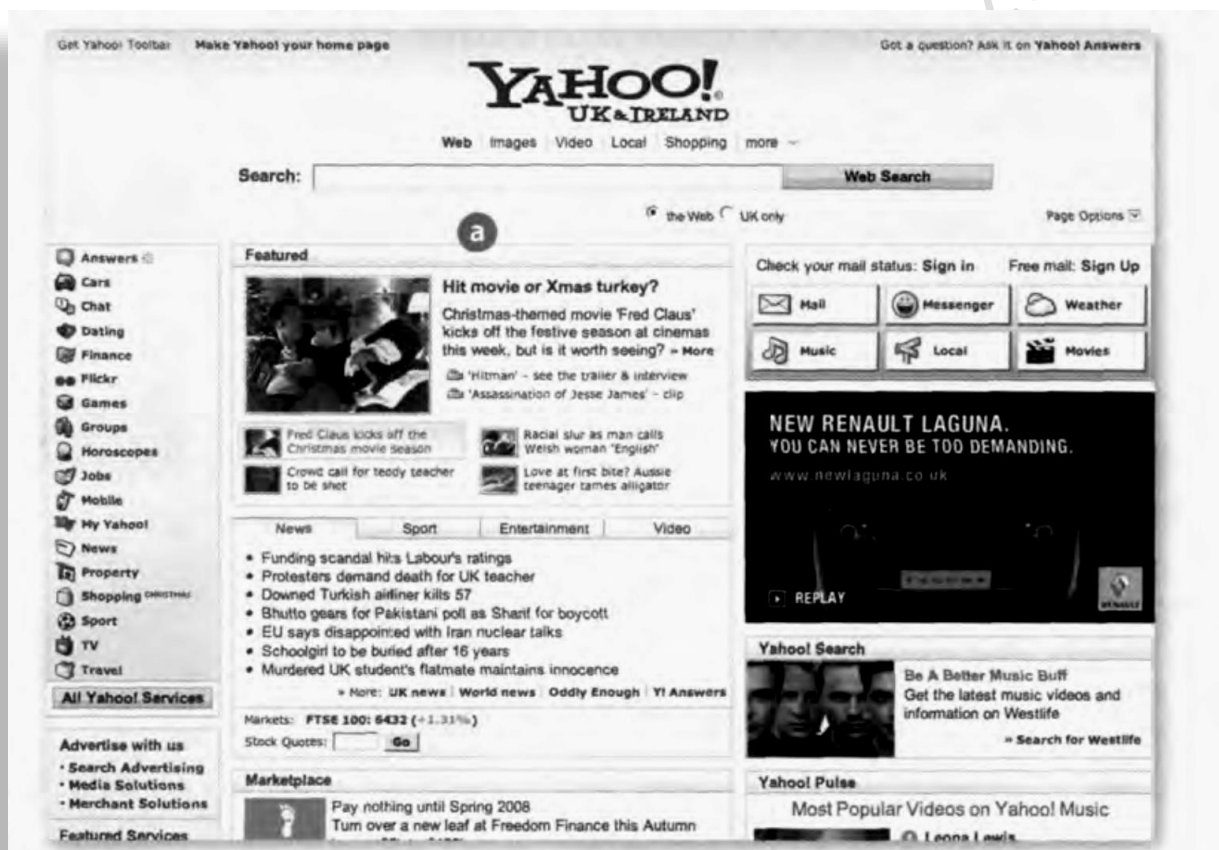 Get Yahoo! Toolbar Make Yahoo! your home page
Got a question? Ask it on Yahoo! Answers
YAHOO!
UK & IRELAND
Web Images Video Local Shopping more
Search: Web Search
the Web UK only
Page Options
a
Answers
Cars
Chat
Dating
Finance
Flickr
Games
Groups
Horoscopes
Jobs
Mobile
My Yahoo!
News
Property
Shopping CHRISTMAS
Sport
TV
Travel
All Yahoo! Services
Advertise with us
• Search Advertising
• Media Solutions
• Merchant Solutions
Featured Services
Featured
Hit movie or Xmas turkey?
Christmas-themed movie 'Fred Claus'
kicks off the festive season at cinemas
this week, but is it worth seeing? » More
'Hitman' - see the trailer & interview
'Assassination of Jesse James' - clip
Fred Claus kicks off the
Christmas movie season
Racial slur as man calls
Welsh woman "English"
Crowd call for teddy teacher
to be shot
Love at first bite? Aussie
teenager tames alligator
News Sport Entertainment Video
• Funding scandal hits Labour's ratings
• Protesters demand death for UK teacher
• Downed Turkish airliner kills 57
• Bhutto gears for Pakistani poll as Sharif for boycott
• EU says disappointed with Iran nuclear talks
• Schoolgirl to be buried after 16 years
• Murdered UK student's flatmate maintains innocence
» More: UK news World news Oddly Enough Y! Answers
Markets: FTSE 100: 6432 (+1.31%)
Stock Quotes: Go
Marketplace
Pay nothing until Spring 2008
Turn over a new leaf at Freedom Finance this Autumn
Check your mail status: Sign in Free mail: Sign Up
Mail Messenger Weather
Music Local Movies
NEW RENAULT LAGUNA.
YOU CAN NEVER BE TOO DEMANDING.
www.newlaguna.co.uk
REPLAY
RENAULT
Yahoo! Search
Be A Better Music Buff
Get the latest music videos and
information on Westlife
» Search for Westlife
Yahoo! Pulse
Most Popular Videos on Yahoo! Music
Leona Lewis